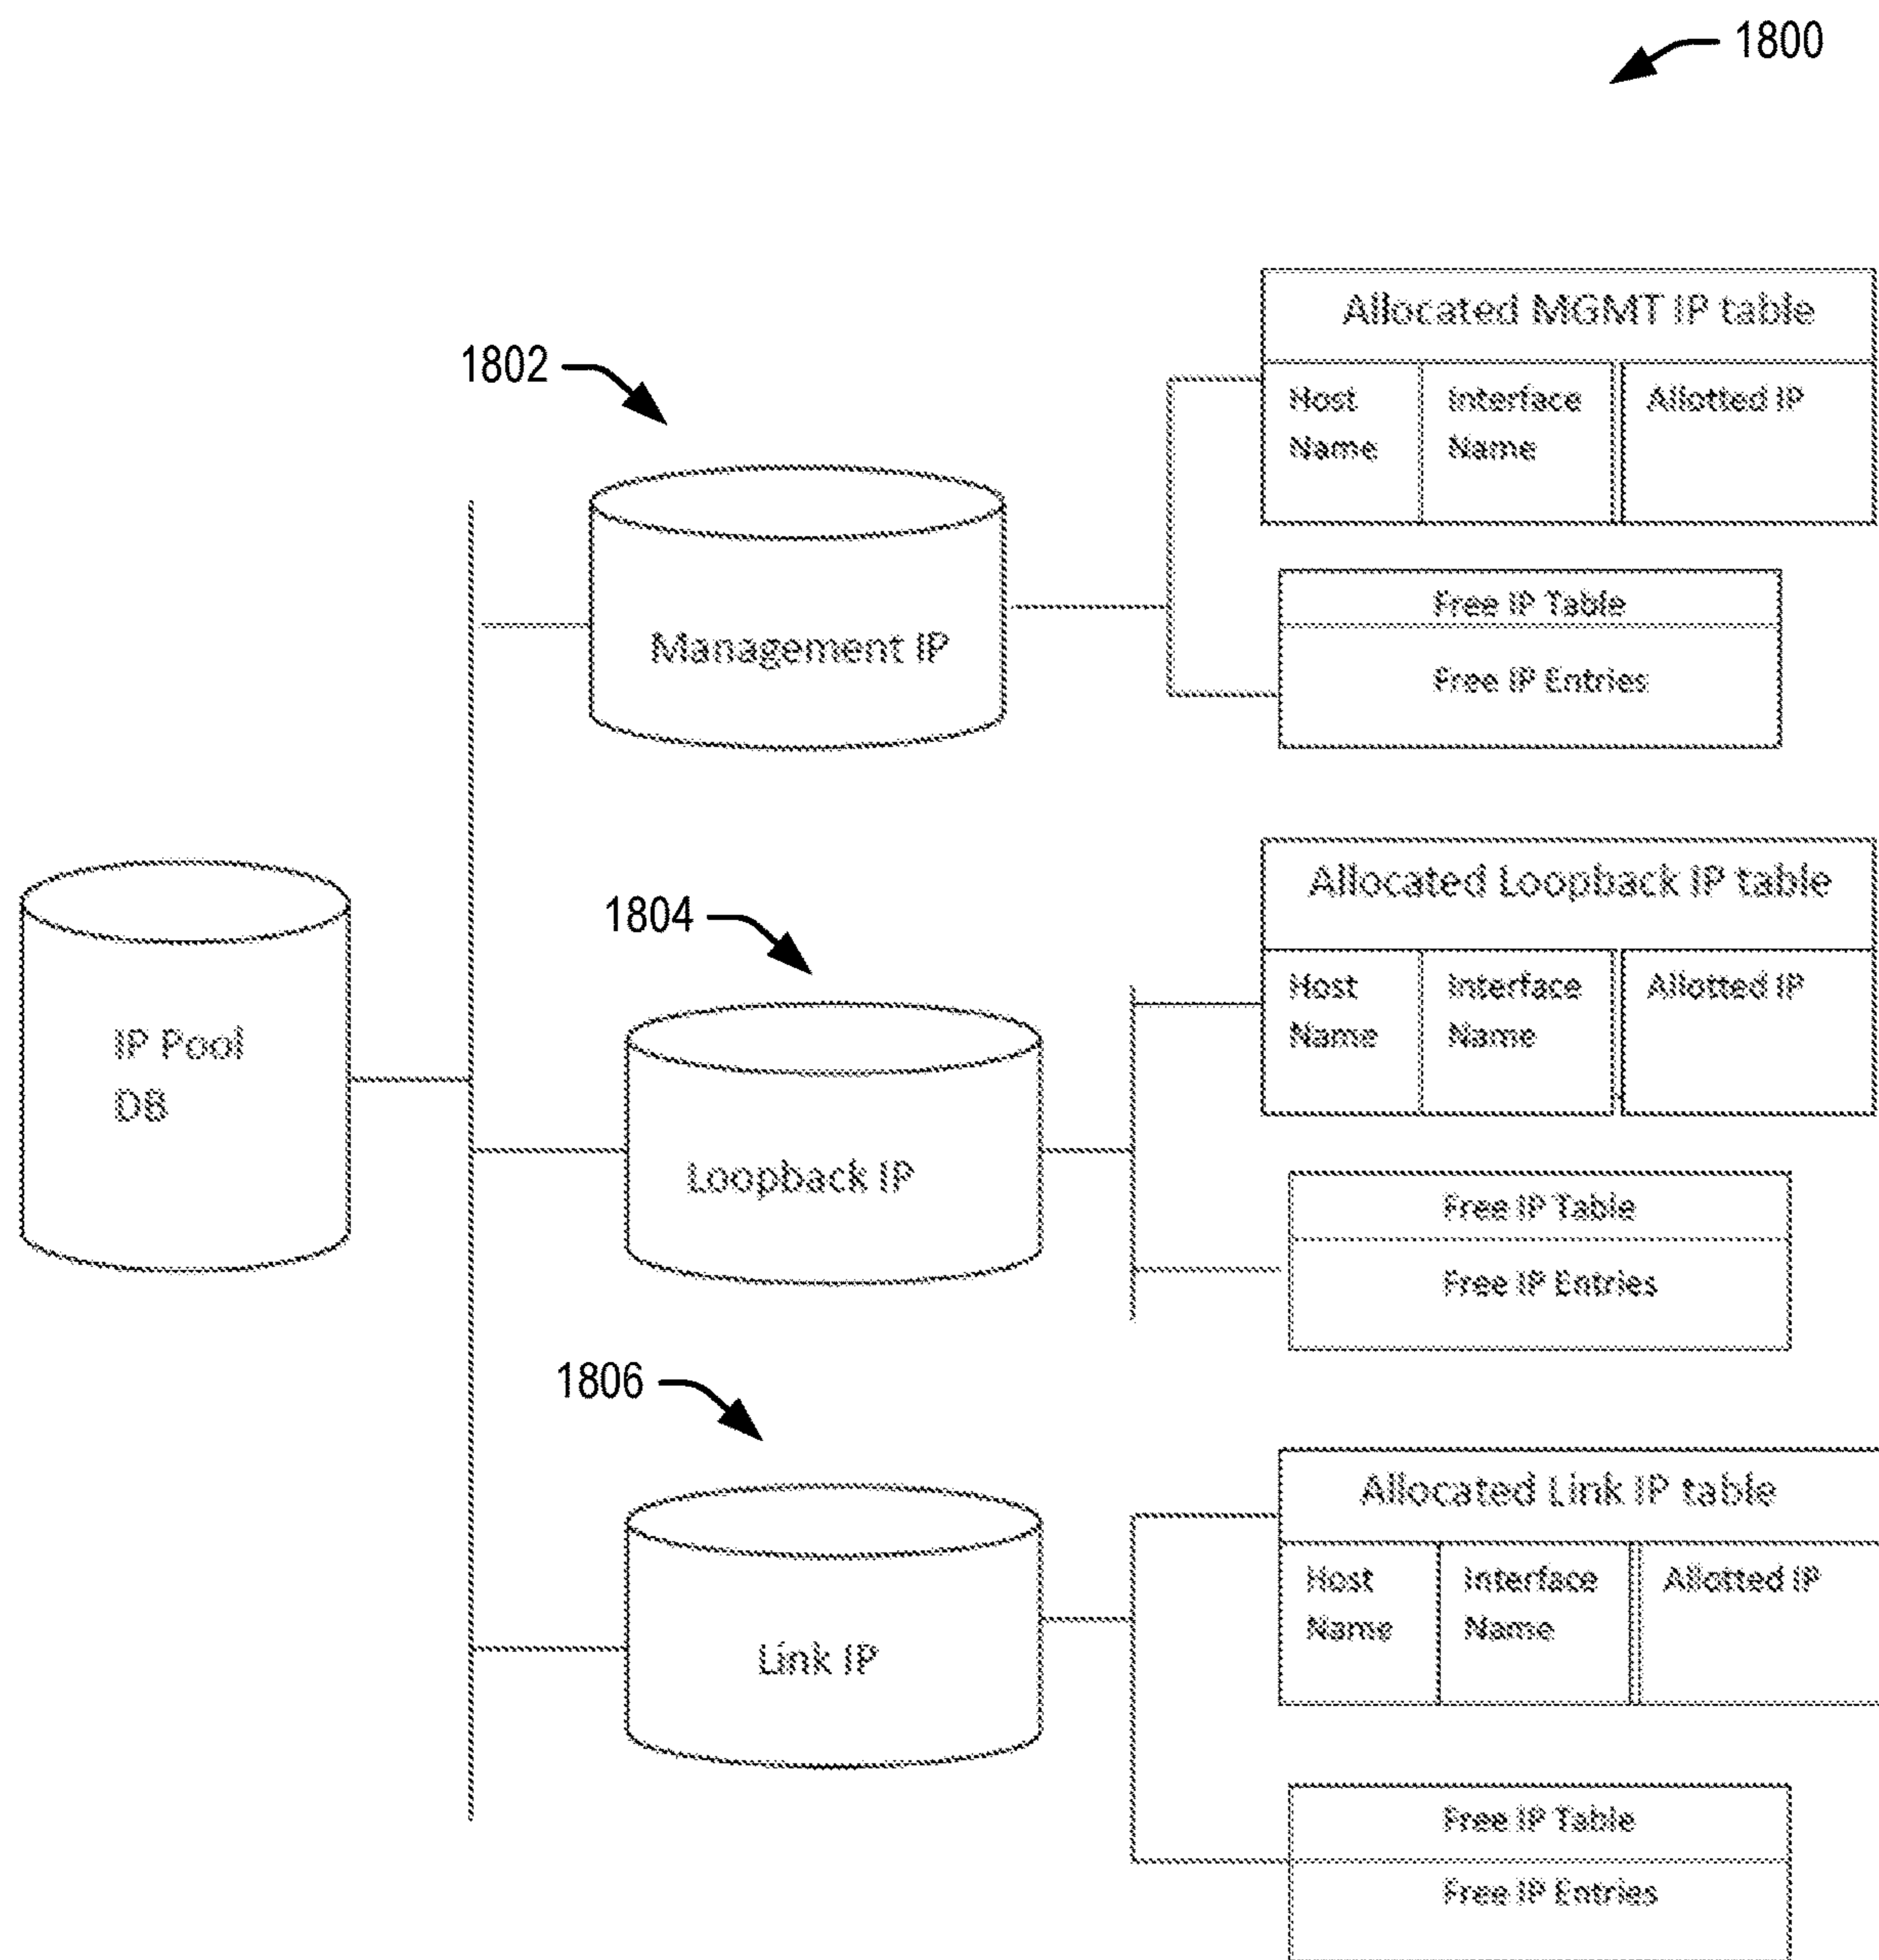 1800
Allocated MGMT IP table
1802
Host Name
Interface Name
Allotted IP
Management IP
Free IP Table
Free IP Entries
IP Pool
DB
1804
Allocated Loopback IP table
Host Name
Interface Name
Allotted IP
Loopback IP
Free IP Table
Free IP Entries
1806
Allocated Link IP table
Host Name
Interface Name
Allotted IP
Link IP
Free IP Table
Free IP Entries